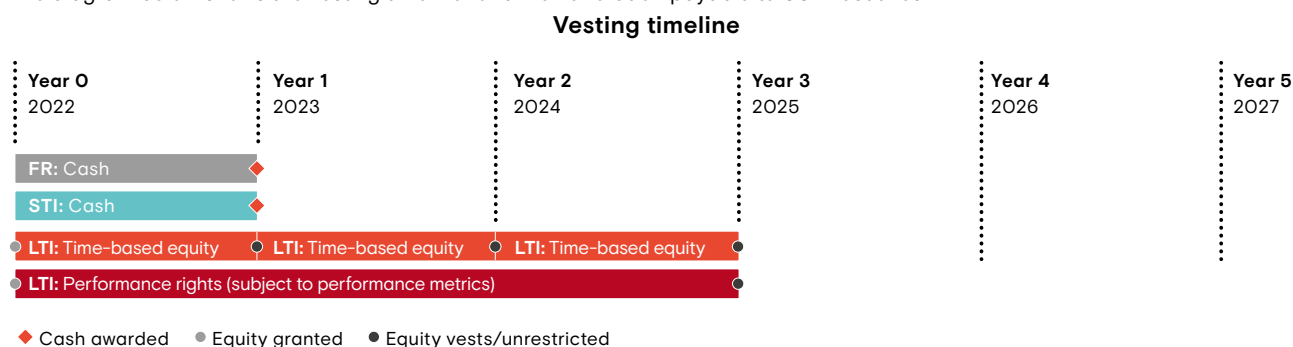 Vesting timeline
Year 0
2022
Year 1
2023
Year 2
2024
Year 3
2025
Year 4
2026
Year 5
2027
FR: Cash
STI: Cash
LTI: Time-based equity
LTI: Time-based equity
LTI: Time-based equity
LTI: Performance rights (subject to performance metrics)
Cash awarded
Equity granted
Equity vests/unrestricted